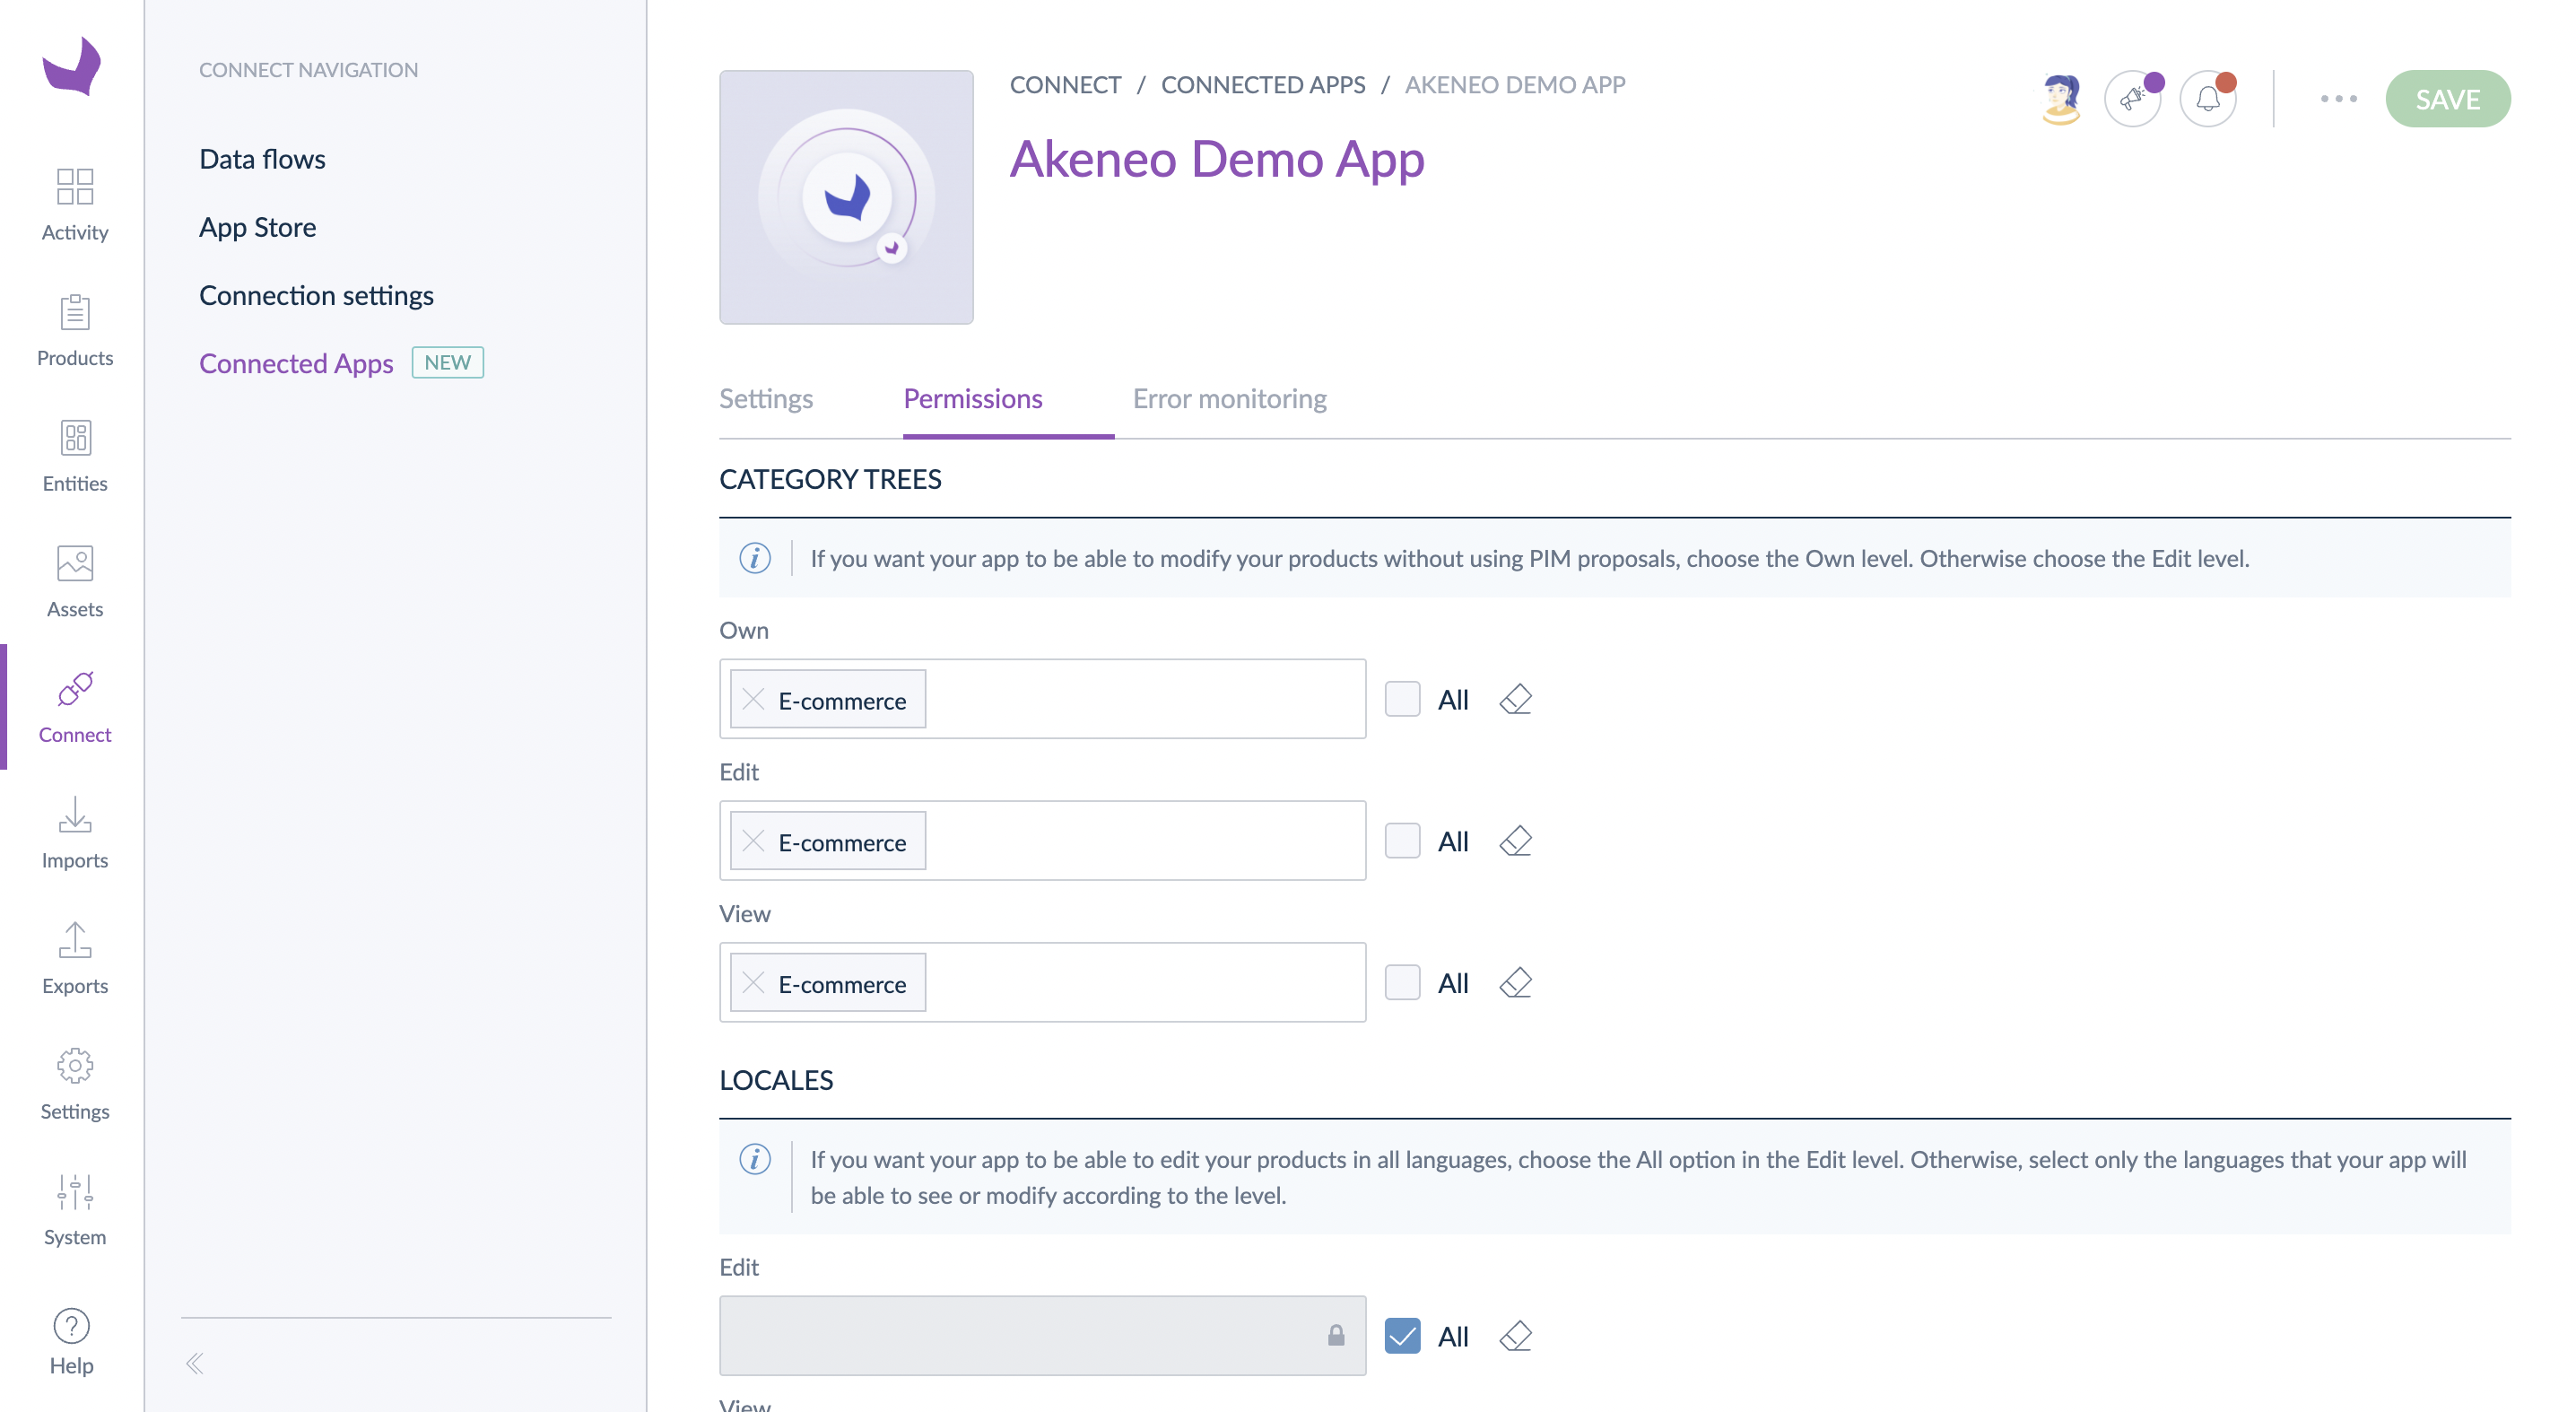 Activity
Products
Entities
Assets
Connect
Imports
Exports
Settings
System
Help
CONNECT NAVIGATION
Data flows
App Store
Connection settings
Connected Apps NEW
CONNECT / CONNECTED APPS / AKENEO DEMO APP
SAVE
Akeneo Demo App
Settings Permissions Error monitoring
CATEGORY TREES
If you want your app to be able to modify your products without using PIM proposals, choose the Own level. Otherwise choose the Edit level.
Own
E-commerce All
Edit
E-commerce All
View
E-commerce All
LOCALES
If you want your app to be able to edit your products in all languages, choose the All option in the Edit level. Otherwise, select only the languages that your app will
be able to see or modify according to the level.
Edit
All
View